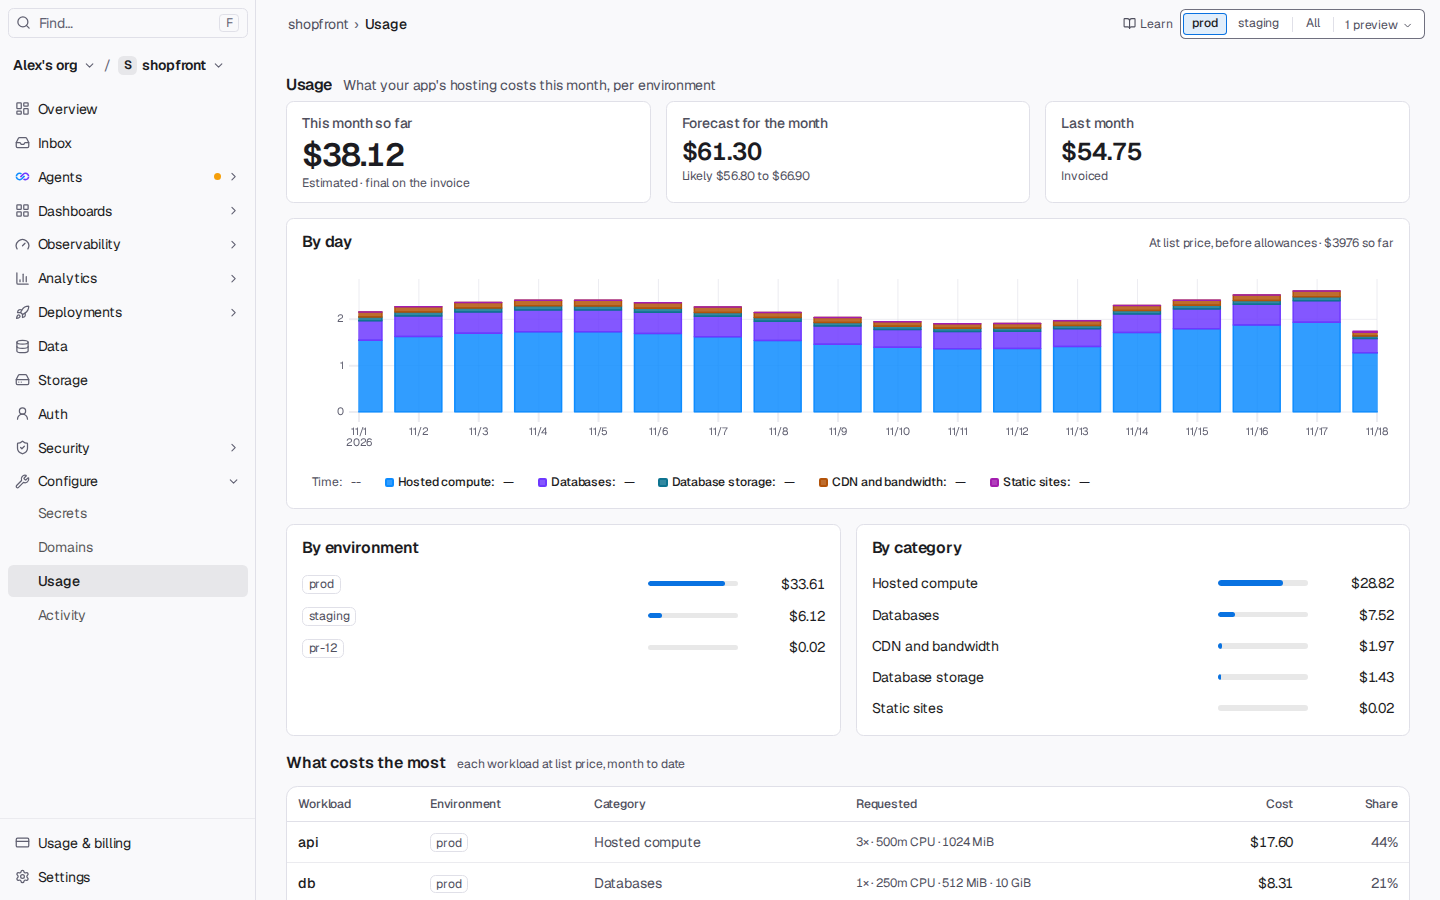 Find...
F
shopfront › Usage
Learn
prod
staging
All
1 preview
Alex's org / S shopfront
Overview
Inbox
Agents
Dashboards
Observability
Analytics
Deployments
Data
Storage
Auth
Security
Configure
Secrets
Domains
Usage
Activity
Usage & billing
Settings
Usage What your app's hosting costs this month, per environment
This month so far
$38.12
Estimated · final on the invoice
Forecast for the month
$61.30
Likely $56.80 to $66.90
Last month
$54.75
Invoiced
By day
At list price, before allowances · $39.76 so far
2
1
0
11/1
2026
11/2
11/3
11/4
11/5
11/6
11/7
11/8
11/9
11/10
11/11
11/12
11/13
11/14
11/15
11/16
11/17
11/18
Time: --
Hosted compute: —
Databases: —
Database storage: —
CDN and bandwidth: —
Static sites: —
By environment
prod $33.61
staging $6.12
pr-12 $0.02
By category
Hosted compute $28.82
Databases $7.52
CDN and bandwidth $1.97
Database storage $1.43
Static sites $0.02
What costs the most each workload at list price, month to date
Workload Environment Category Requested Cost Share
api prod Hosted compute 3× · 500m CPU · 1024 MiB $17.60 44%
db prod Databases 1× · 250m CPU · 512 MiB · 10 GiB $8.31 21%